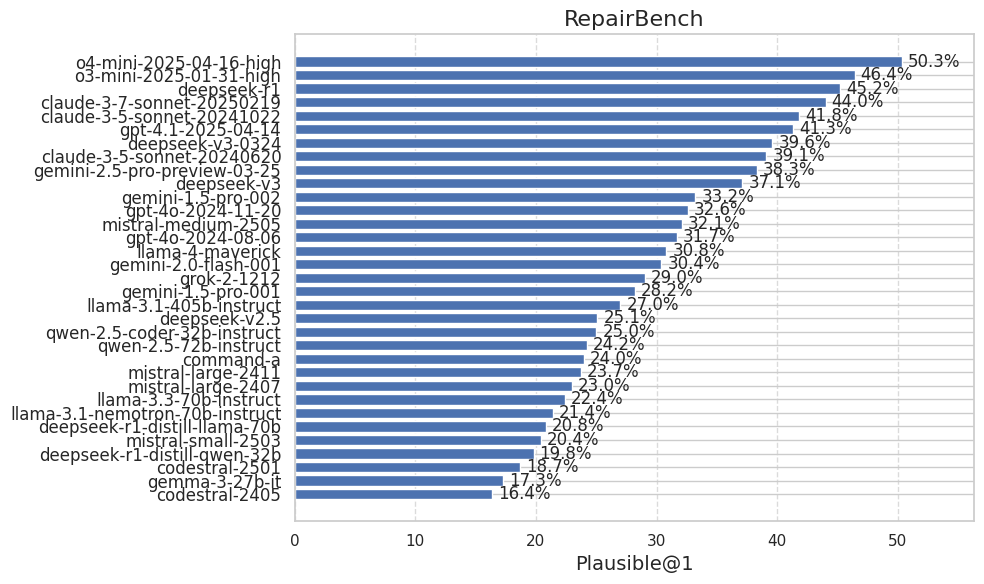 RepairBench
o4-mini-2025-04-16-high 50.3%
o3-mini-2025-01-31-high 46.4%
deepseek-r1 45.2%
claude-3-7-sonnet-20250219 44.0%
claude-3-5-sonnet-20241022 41.8%
gpt-4.1-2025-04-14 41.3%
deepseek-v3-0324 39.6%
claude-3-5-sonnet-20240620 39.1%
gemini-2.5-pro-preview-03-25 38.3%
deepseek-v3 37.1%
gemini-1.5-pro-002 33.2%
gpt-4o-2024-11-20 32.6%
mistral-medium-2505 32.1%
gpt-4o-2024-08-06 31.7%
llama-4-maverick 30.8%
gemini-2.0-flash-001 30.4%
grok-2-1212 29.0%
gemini-1.5-pro-001 28.2%
llama-3.1-405b-instruct 27.0%
deepseek-v2.5 25.1%
qwen-2.5-coder-32b-instruct 25.0%
qwen-2.5-72b-instruct 24.2%
command-a 24.0%
mistral-large-2411 23.7%
mistral-large-2407 23.0%
llama-3.3-70b-instruct 22.4%
llama-3.1-nemotron-70b-instruct 21.4%
deepseek-r1-distill-llama-70b 20.8%
mistral-small-2503 20.4%
deepseek-r1-distill-qwen-32b 19.8%
codestral-2501 18.7%
gemma-3-27b-it 17.3%
codestral-2405 16.4%
0 10 20 30 40 50
Plausible@1